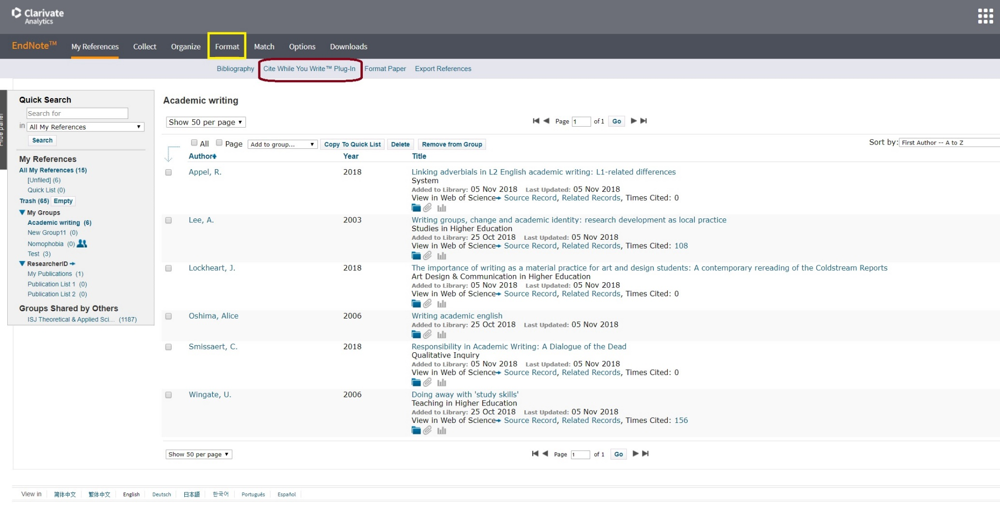 Clarivate
Analytics
EndNote™ My References Collect Organize Format Match Options Downloads
Bibliography Cite While You Write™ Plug-In Format Paper Export References
Quick Search
Search for
in All My References
Search
My References
All My References (15)
[Unfiled] (6)
Quick List (0)
Trash (65) Empty
My Groups
Academic writing (6)
New Group11 (0)
Nomophobia (0)
Test (3)
ResearcherID
My Publications (1)
Publication List 1 (0)
Publication List 2 (0)
Groups Shared by Others
ISJ Theoretical & Applied Sci... (1187)
Academic writing
Show 50 per page Page 1 of 1 Go
All Page Add to group... Copy To Quick List Delete Remove from Group Sort by: First Author -- A to Z
Author Year Title
Appel, R. 2018 Linking adverbials in L2 English academic writing: L1-related differences
System
Added to Library: 05 Nov 2018 Last Updated: 05 Nov 2018
View in Web of Science Source Record, Related Records, Times Cited: 0
Lee, A. 2003 Writing groups, change and academic identity: research development as local practice
Studies in Higher Education
Added to Library: 25 Oct 2018 Last Updated: 05 Nov 2018
View in Web of Science Source Record, Related Records, Times Cited: 108
Lockheart, J. 2018 The importance of writing as a material practice for art and design students: A contemporary rereading of the Coldstream Reports
Art Design & Communication in Higher Education
Added to Library: 05 Nov 2018 Last Updated: 05 Nov 2018
View in Web of Science Source Record, Related Records, Times Cited: 0
Oshima, Alice 2006 Writing academic english
Added to Library: 25 Oct 2018 Last Updated: 05 Nov 2018
Smissaert, C. 2018 Responsibility in Academic Writing: A Dialogue of the Dead
Qualitative Inquiry
Added to Library: 05 Nov 2018 Last Updated: 05 Nov 2018
View in Web of Science Source Record, Related Records, Times Cited: 0
Wingate, U. 2006 Doing away with 'study skills'
Teaching in Higher Education
Added to Library: 25 Oct 2018 Last Updated: 05 Nov 2018
View in Web of Science Source Record, Related Records, Times Cited: 156
Show 50 per page Page 1 of 1 Go
View in 简体中文 繁体中文 English Deutsch 日本語 한국어 Português Español